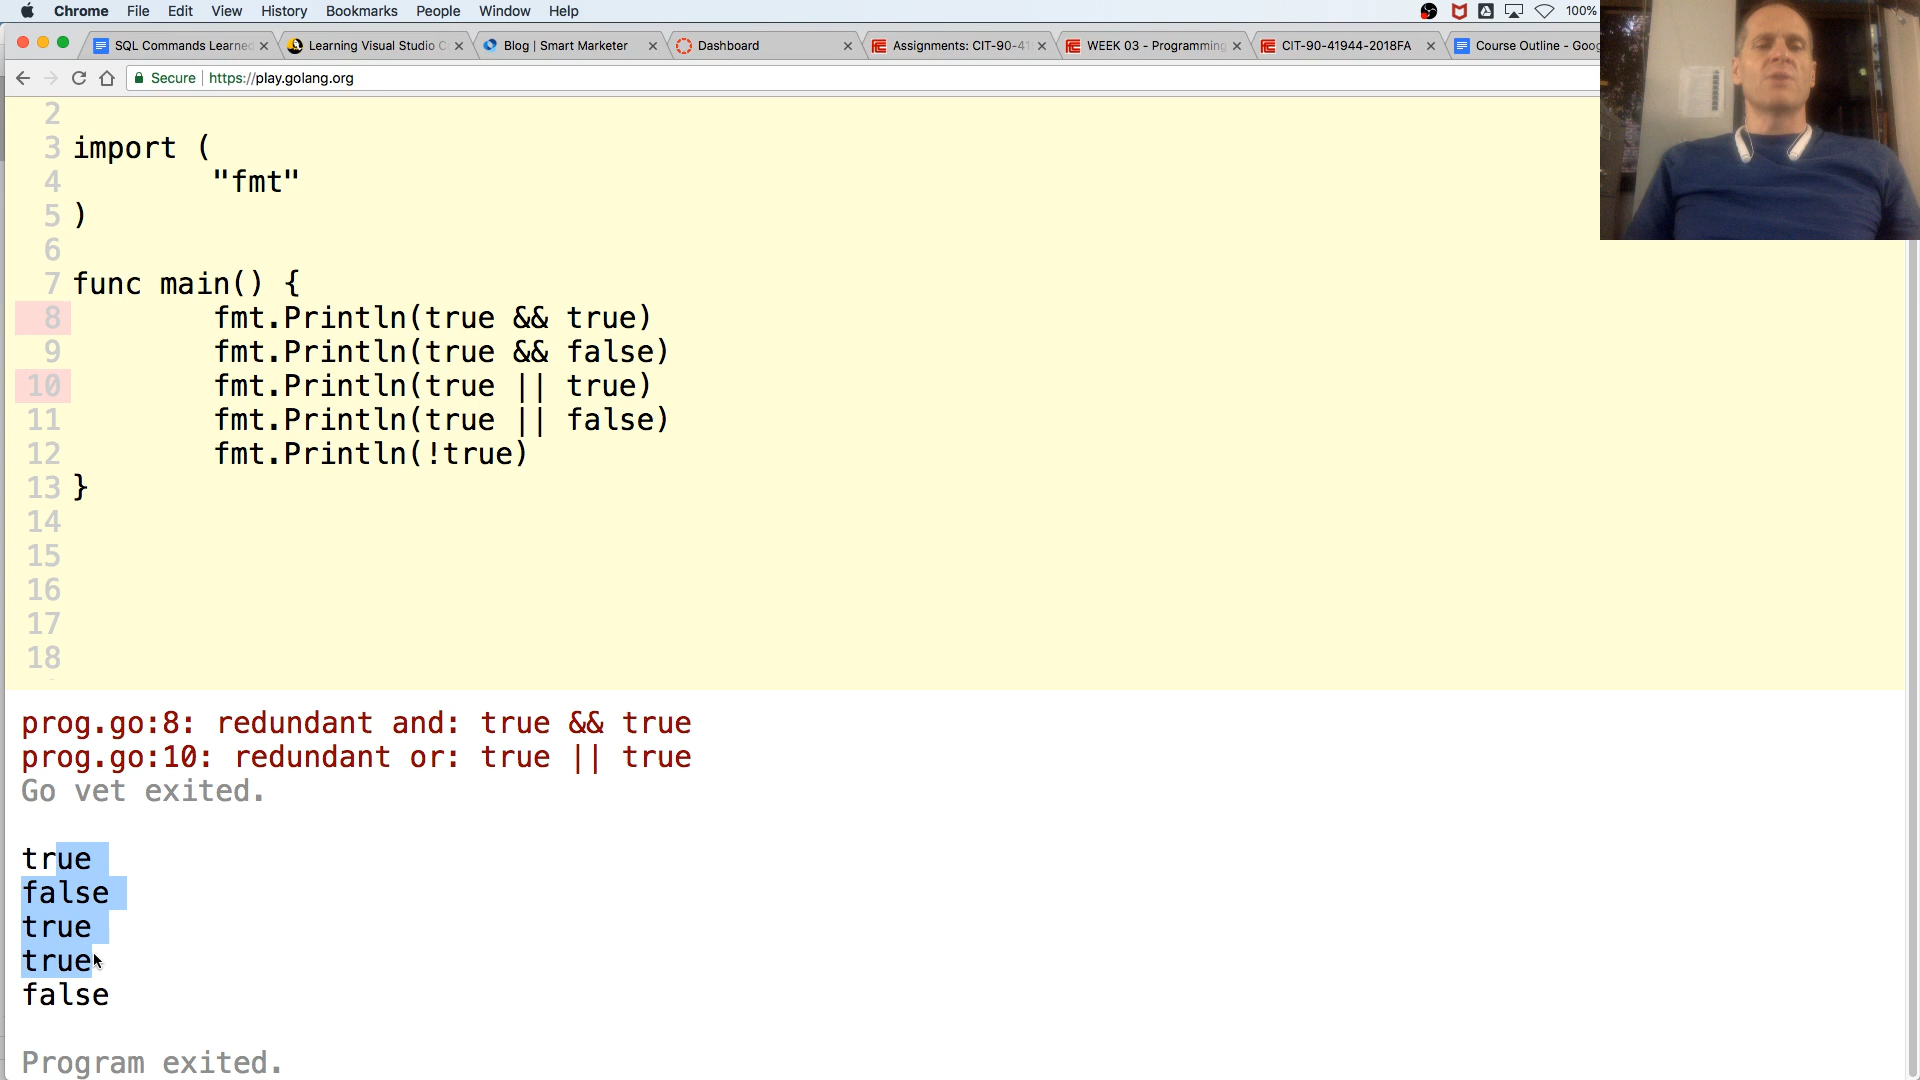 Chrome File Edit View History Bookmarks People Window Help 100%
SQL Commands Learned Learning Visual Studio C Blog | Smart Marketer Dashboard Assignments: CIT-90-41 WEEK 03 - Programming CIT-90-41944-2018FA Course Outline - Goog
Secure https://play.golang.org
2
3 import (
4 "fmt"
5 )
6
7 func main() {
8 fmt.Println(true && true)
9 fmt.Println(true && false)
10 fmt.Println(true || true)
11 fmt.Println(true || false)
12 fmt.Println(!true)
13 }
14
15
16
17
18
prog.go:8: redundant and: true && true
prog.go:10: redundant or: true || true
Go vet exited.
true
false
true
true
false
Program exited.